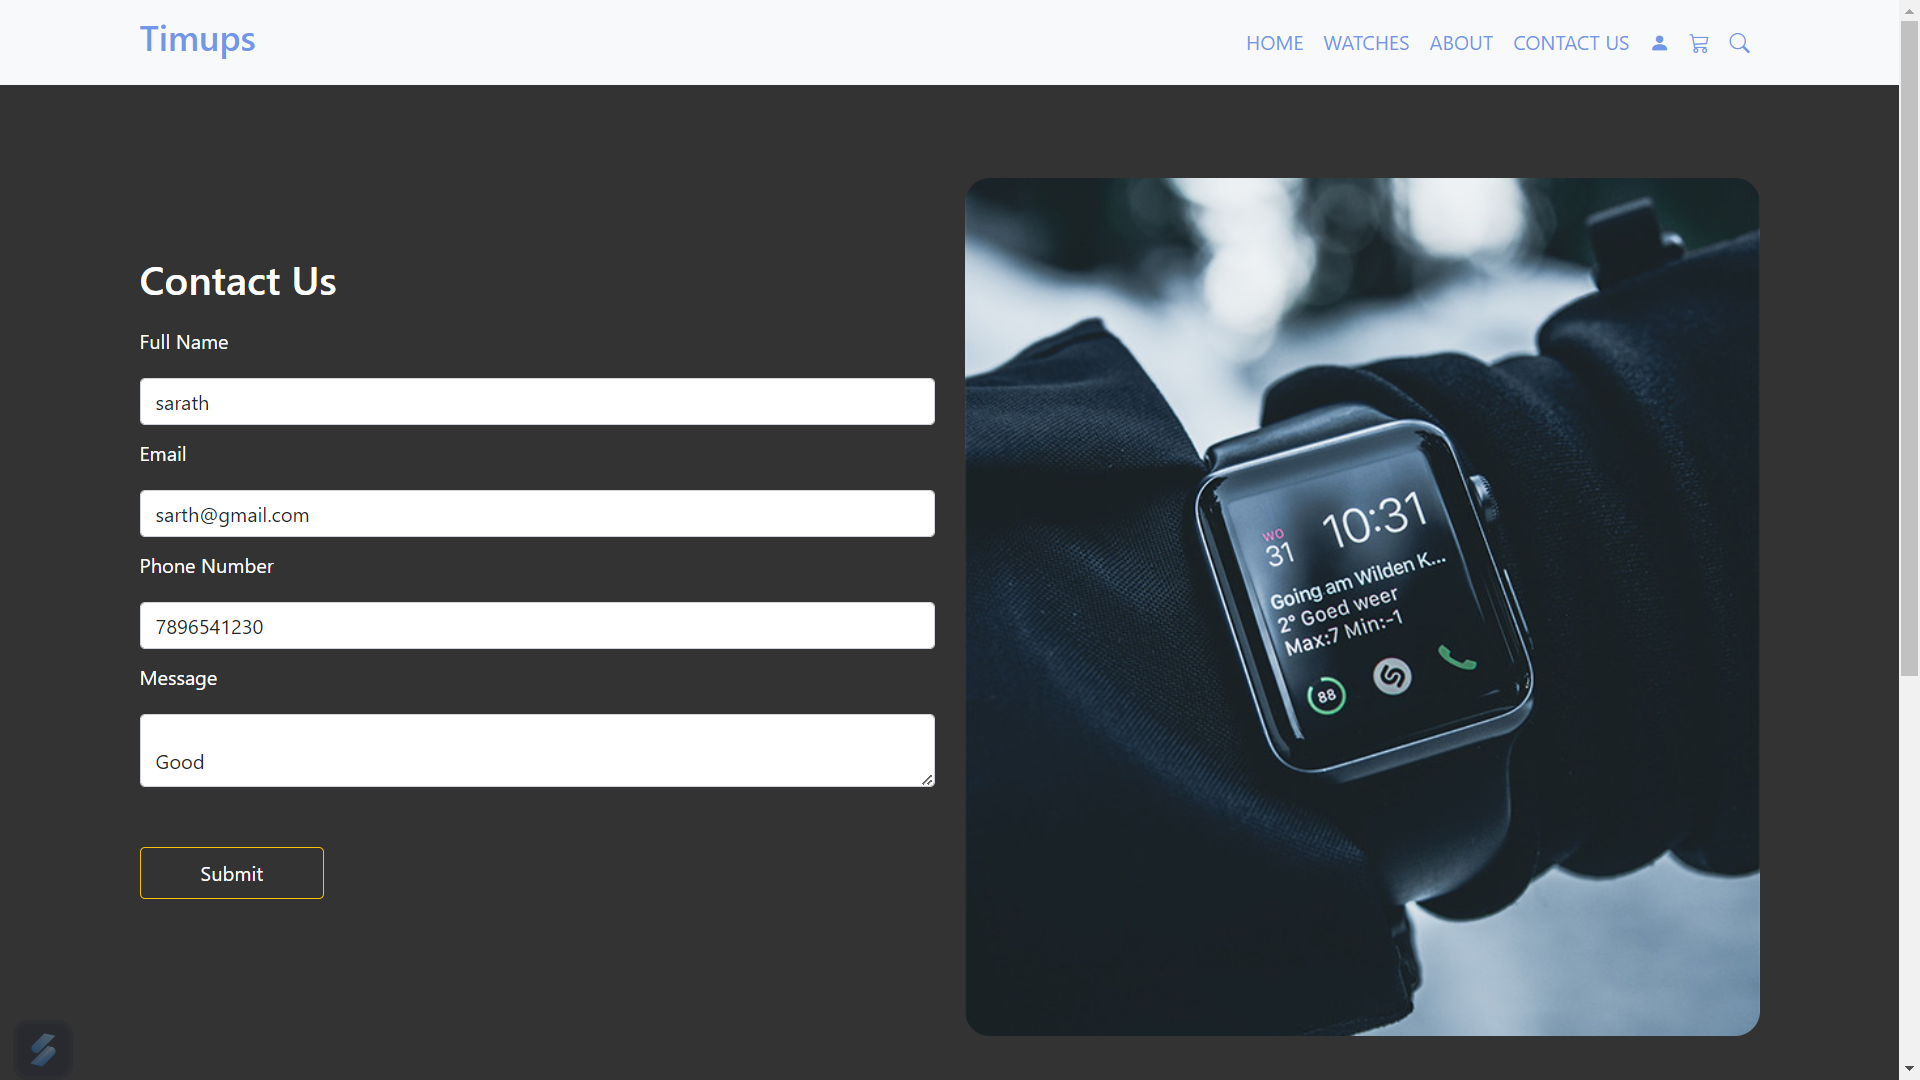 Timups
HOME WATCHES ABOUT CONTACT US
Contact Us
Full Name
sarath
Email
sarth@gmail.com
Phone Number
7896541230
Message
Good
Submit
WO
31
10:31
Going am Wilden K...
2° Goed weer
Max:7 Min:-1
88